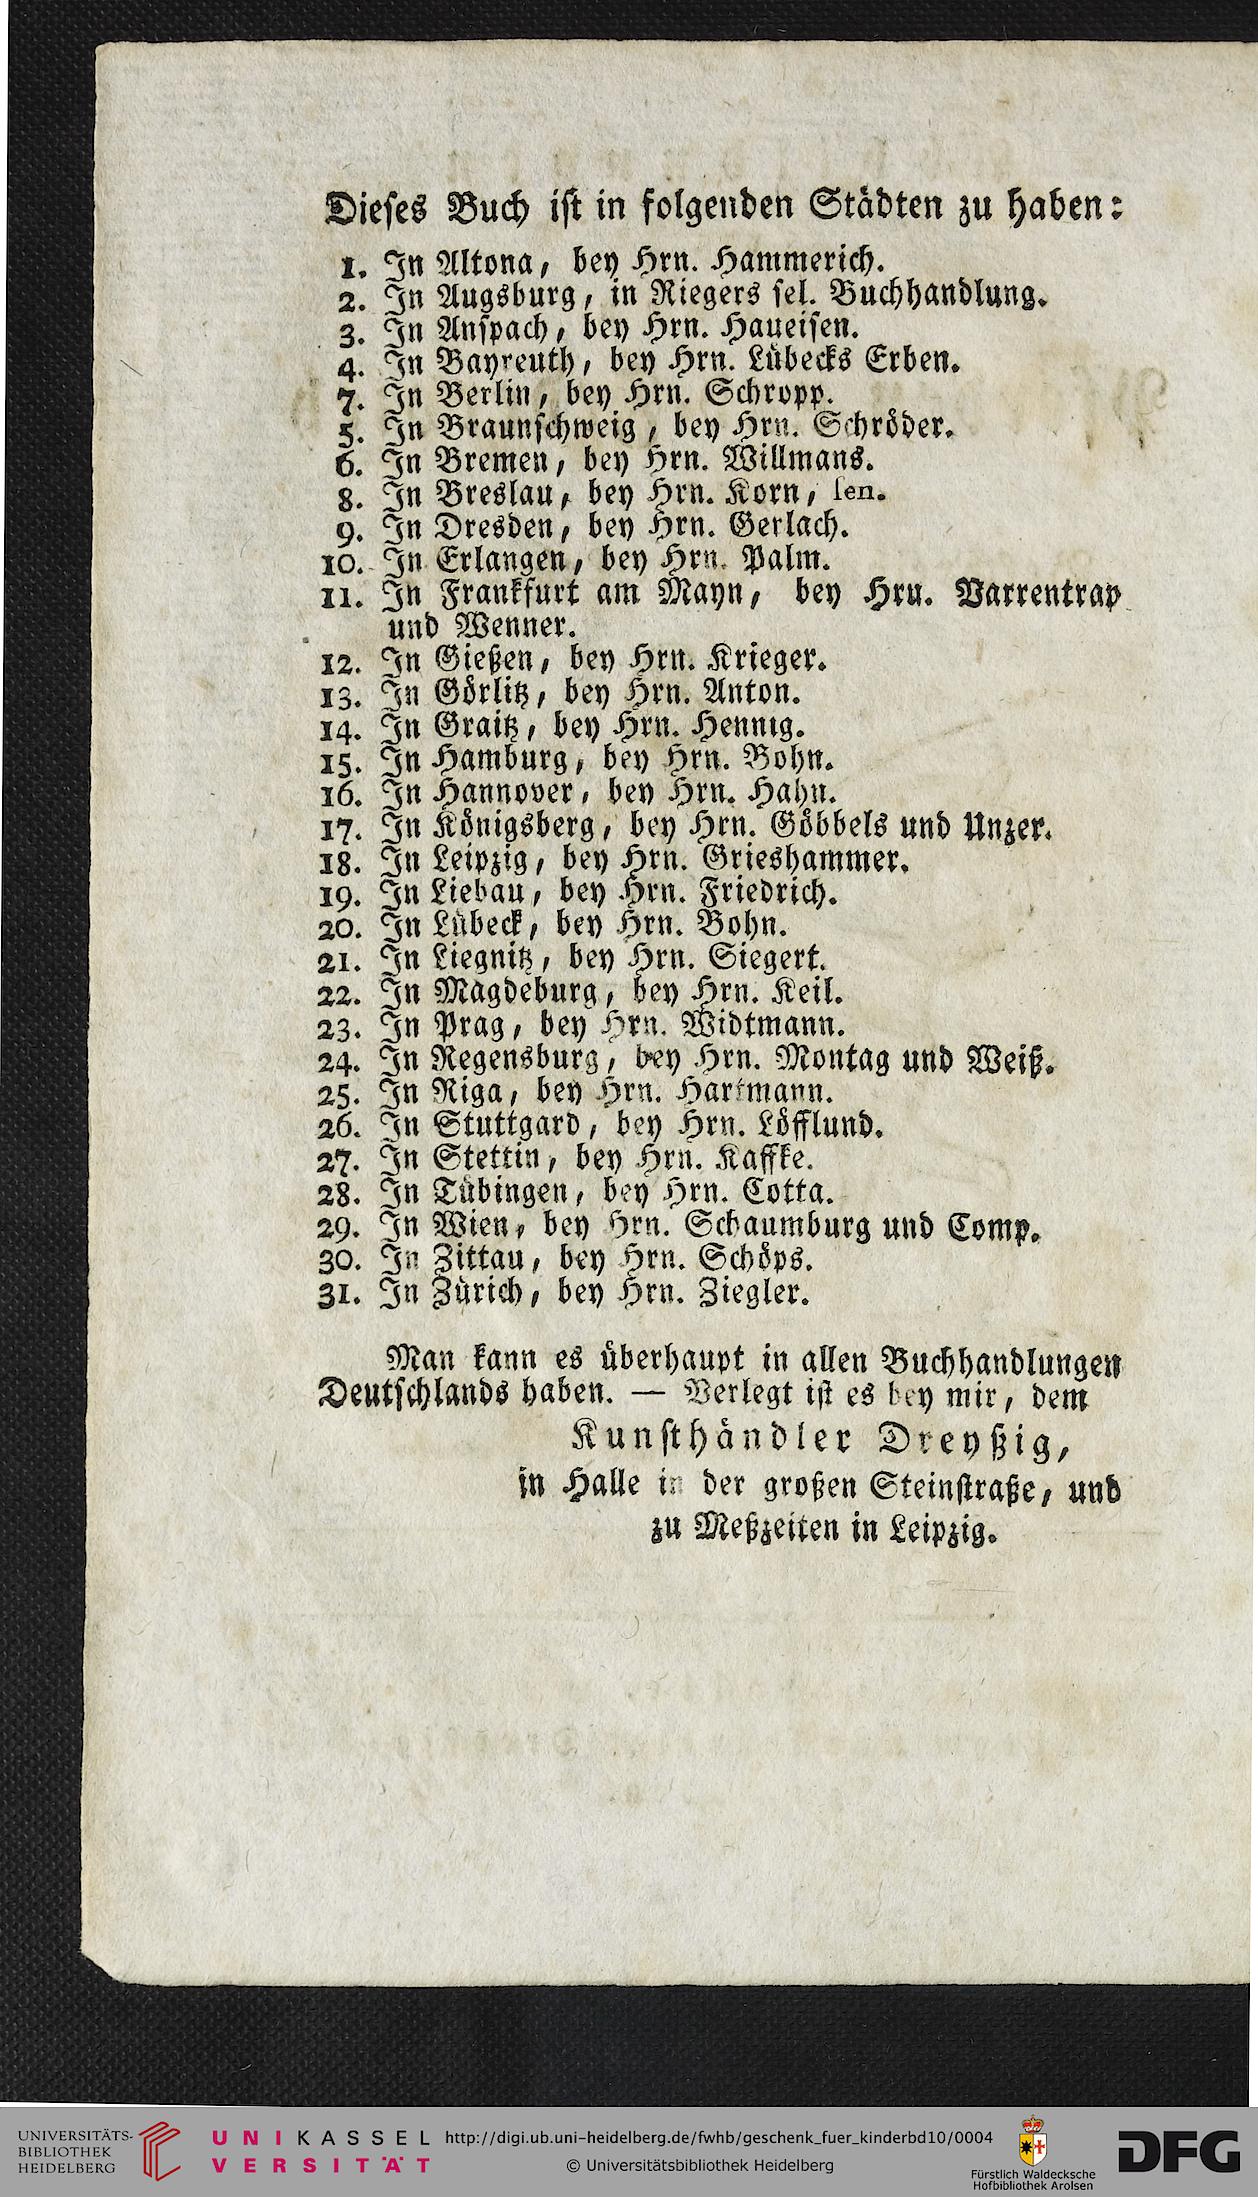 Dieses Buch ist in folgenden Städten zu haben:
1. In Altona, bey Hrn. Hammerich.
2. In Augsburg, in Riegers sel. Buchhandlung.
3. In Anspach, bey Hrn. Haueisen.
4. In Bayreuth, bey Hrn. Lübecks Erben.
7. In Berlin, bey Hrn. Schropp.
5. In Braunschweig, bey Hrn. Schröder.
6. In Bremen, bey Hrn. Willmans.
8. In Breslau, bey Hrn. Korn, sen.
9. In Dresden, bey Hrn. Gerlach.
10. In Erlangen, bey Hrn. Palm.
11. In Frankfurt am Mayn, bey Hrn. Varrentrap
und Wenner.
12. In Gießen, bey Hrn. Krieger.
13. In Görlitz, bey Hrn. Anton.
14. In Graitz, bey Hrn. Hennig.
15. In Hamburg, bey Hrn. Bohn.
16. In Hannover, bey Hrn. Hahn.
17. In Königsberg, bey Hrn. Göbbels und Unzer.
18. In Leipzig, bey Hrn. Grieshammer.
19. In Liebau, bey Hrn. Friedrich.
20. In Lübeck, bey Hrn. Bohn.
21. In Liegnitz, bey Hrn. Siegert.
22. In Magdeburg, bey Hrn. Keil.
23. In Prag, bey Hrn. Widtmann.
24. In Regensburg, bey Hrn. Montag und Weiß.
25. In Riga, bey Hrn. Hartmann.
26. In Stuttgard, bey Hrn. Löfflund.
27. In Stettin, bey Hrn. Kaffke.
28. In Tübingen, bey Hrn. Cotta.
29. In Wien, bey Hrn. Schaumburg und Comp.
30. In Zittau, bey Hrn. Schöps.
31. In Zürich, bey Hrn. Ziegler.
Man kann es überhaupt in allen Buchhandlungen
Deutschlands haben. — Verlegt ist es bey mir, dem
Kunsthändler Dreyßig,
in Halle in der großen Steinstraße, und
zu Meßzeiten in Leipzig.
UNIVERSITÄTS-
BIBLIOTHEK
HEIDELBERG
UNIKASSEL
VERSITÄT
http://digi.ub.uni-heidelberg.de/fwhb/geschenk_fuer_kinderbd10/0004
© Universitätsbibliothek Heidelberg
Fürstlich Waldecksche
Hofbibliothek Arolsen
DFG